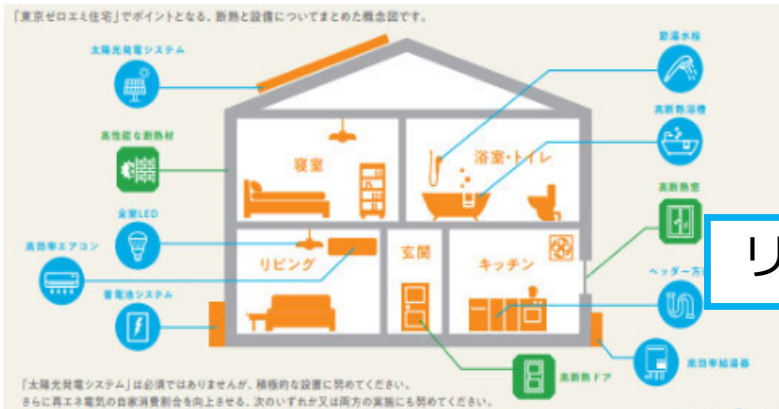 「東京ゼロエミ住宅」でポイントとなる、断熱と設備についてまとめた概念図です。
太陽光発電システム
節湯水栓
高断熱浴槽
高性能な断熱材
寝室
浴室・トイレ
高断熱窓
全室LED
高効率エアコン
リビング
玄関
キッチン
リ
ヘッダー方
蓄電池システム
高断熱ドア
高効率給湯器
「太陽光発電システム」は必須ではありませんが、積極的な設置に努めてください。
さらに再エネ電気の自家消費割合を向上させる、次のいずれか又は両方の実施にも努めてください。